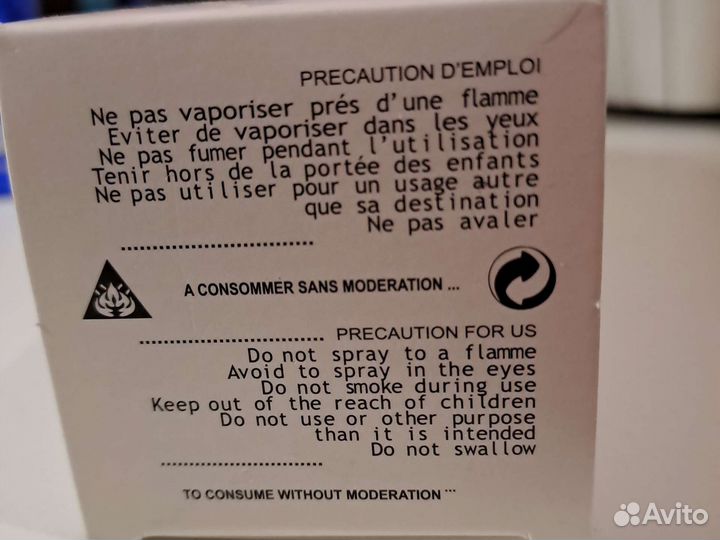 PRECAUTION D'EMPLOI
Ne pas vaporiser prés d'une flamme
Eviter de vaporiser dans les yeux
Ne pas fumer pendant l'utilisation
Tenir hors de la portée des enfants
Ne pas utiliser pour un usage autre
que sa destination
Ne pas avaler
A CONSOMMER SANS MODERATION ...
PRECAUTION FOR US
Do not spray to a flamme
Avoid to spray in the eyes
Do not smoke during use
Keep out of the reach of children
Do not use or other purpose
than it is intended
Do not swallow
TO CONSUME WITHOUT MODERATION ...
Avito